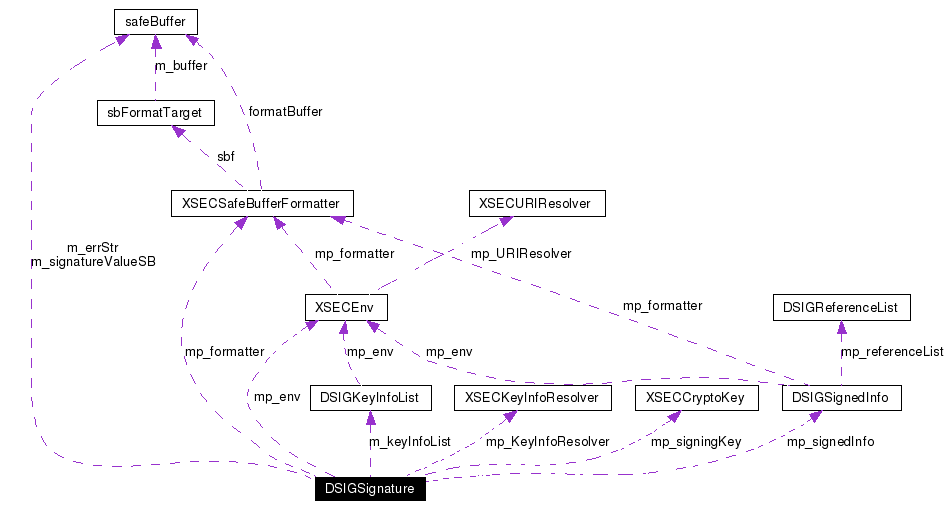 safeBuffer
m_buffer
sbFormatTarget
formatBuffer
sbf
XSECSafeBufferFormatter
XSECURIResolver
m_errStr
m_signatureValueSB
mp_formatter
mp_URIResolver
XSECEnv
mp_formatter
DSIGReferenceList
mp_formatter
mp_env
mp_env
mp_referenceList
mp_env
DSIGKeyInfoList
XSECKeyInfoResolver
XSECCryptoKey
DSIGSignedInfo
m_keyInfoList
mp_KeyInfoResolver
mp_signingKey
mp_signedInfo
DSIGSignature